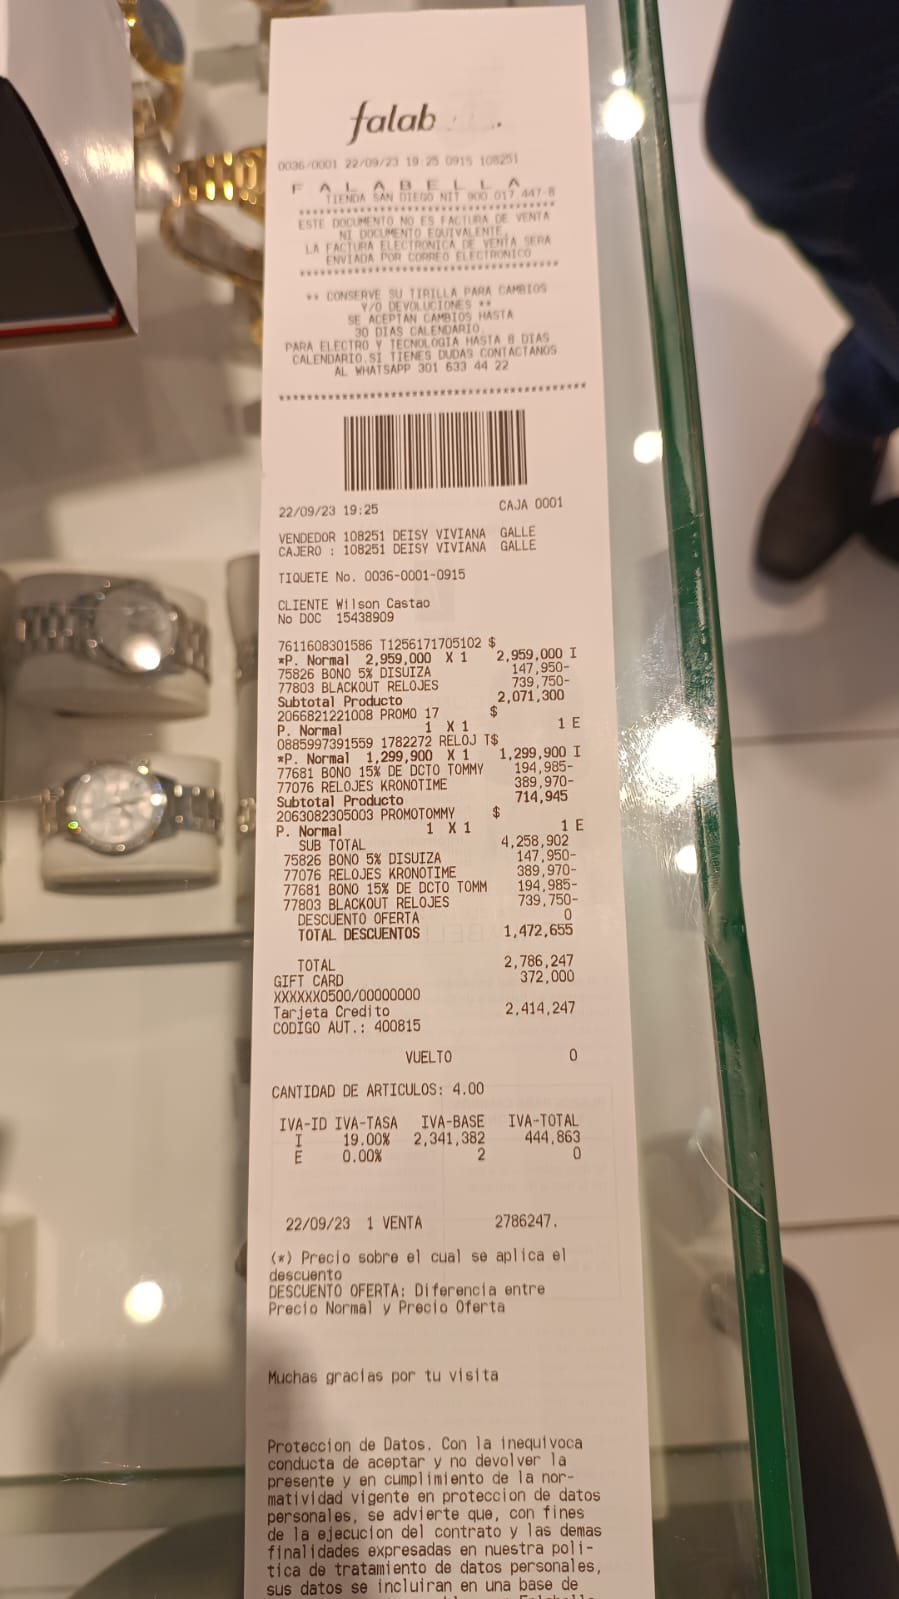 falab
0036/0001 22/09/23 19:25 0915 108251
F A L A B E L L A
TIENDA SAN DIEGO NIT 900.017.447-8
**********************************
ESTE DOCUMENTO NO ES FACTURA DE VENTA
NI DOCUMENTO EQUIVALENTE,
LA FACTURA ELECTRONICA DE VENTA SERA
ENVIADA POR CORREO ELECTRONICO
**********************************
** CONSERVE SU TIRILLA PARA CAMBIOS
Y/O DEVOLUCIONES **
SE ACEPTAN CAMBIOS HASTA
30 DIAS CALENDARIO.
PARA ELECTRO Y TECNOLOGIA HASTA 8 DIAS
CALENDARIO.SI TIENES DUDAS CONTACTANOS
AL WHATSAPP 301 633 44 22
****************************************
22/09/23 19:25 CAJA 0001
VENDEDOR 108251 DEISY VIVIANA GALLE
CAJERO : 108251 DEISY VIVIANA GALLE
TIQUETE No. 0036-0001-0915
CLIENTE Wilson Castao
No DOC 15438909
7611608301586 T1256171705102 $
*P. Normal 2,959,000 X 1 2,959,000 I
75826 BONO 5% DISUIZA 147,950-
77803 BLACKOUT RELOJES 739,750-
Subtotal Producto 2,071,300
2066821221008 PROMO 17 $
P. Normal 1 X 1 1 E
0885997391559 1782272 RELOJ T$
*P. Normal 1,299,900 X 1 1,299,900 I
77681 BONO 15% DE DCTO TOMMY 194,985-
77076 RELOJES KRONOTIME 389,970-
Subtotal Producto 714,945
2063082305003 PROMOTOMMY $
P. Normal 1 X 1 1 E
SUB TOTAL 4,258,902
75826 BONO 5% DISUIZA 147,950-
77076 RELOJES KRONOTIME 389,970-
77681 BONO 15% DE DCTO TOMM 194,985-
77803 BLACKOUT RELOJES 739,750-
DESCUENTO OFERTA 0
TOTAL DESCUENTOS 1,472,655
TOTAL 2,786,247
GIFT CARD 372,000
XXXXXX0500/00000000
Tarjeta Credito 2,414,247
CODIGO AUT.: 400815
VUELTO 0
CANTIDAD DE ARTICULOS: 4.00
IVA-ID IVA-TASA IVA-BASE IVA-TOTAL
I 19.00% 2,341,382 444,863
E 0.00% 2 0
22/09/23 1 VENTA 2786247.
(*) Precio sobre el cual se aplica el
descuento
DESCUENTO OFERTA: Diferencia entre
Precio Normal y Precio Oferta
Muchas gracias por tu visita
Proteccion de Datos. Con la inequivoca
conducta de aceptar y no devolver la
presente y en cumplimiento de la nor-
matividad vigente en proteccion de datos
personales, se advierte que, con fines
de la ejecucion del contrato y las demas
finalidades expresadas en nuestra poli-
tica de tratamiento de datos personales,
sus datos se incluiran en una base de